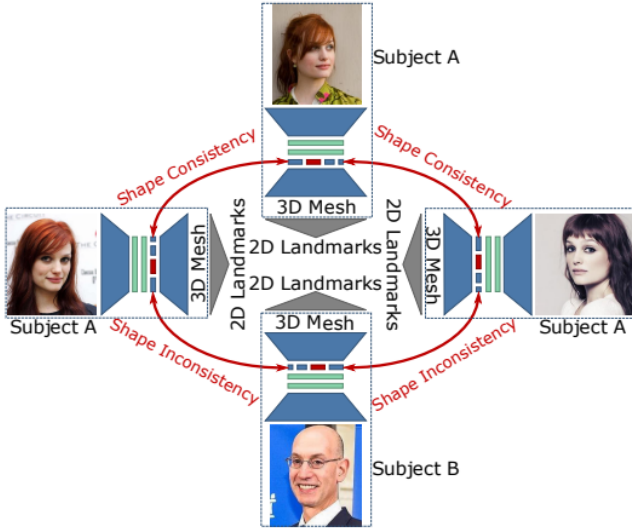 Subject A
Shape Consistency
Shape Consistency
3D Mesh
2D Landmarks
3D Mesh
2D Landmarks
2D Landmarks
2D Landmarks
3D Mesh
3D Mesh
Subject A
Subject A
Shape Inconsistency
Shape Inconsistency
Subject B